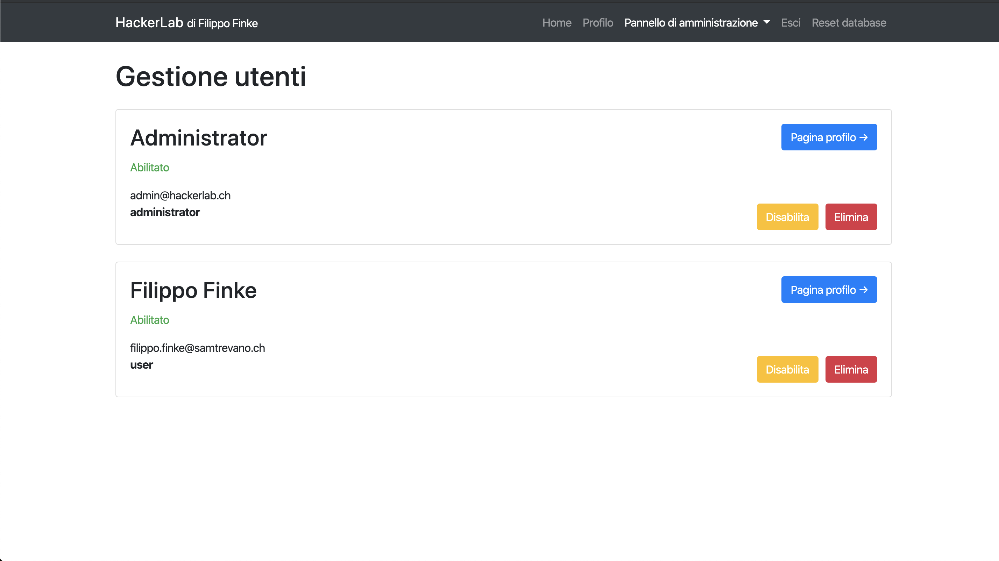 HackerLab di Filippo Finke
Home Profilo Pannello di amministrazione Esci Reset database
Gestione utenti
Administrator
Pagina profilo →
Abilitato
admin@hackerlab.ch
administrator
Disabilita Elimina
Filippo Finke
Pagina profilo →
Abilitato
filippo.finke@samtrevano.ch
user
Disabilita Elimina